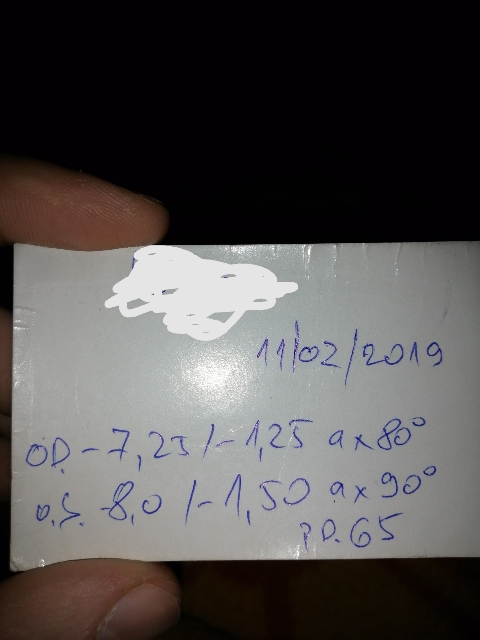 11/02/2019
OD. -7,25 /-1,25 ax 80°
O.S. -8,0 /-1,50 ax 90°
PD. 65